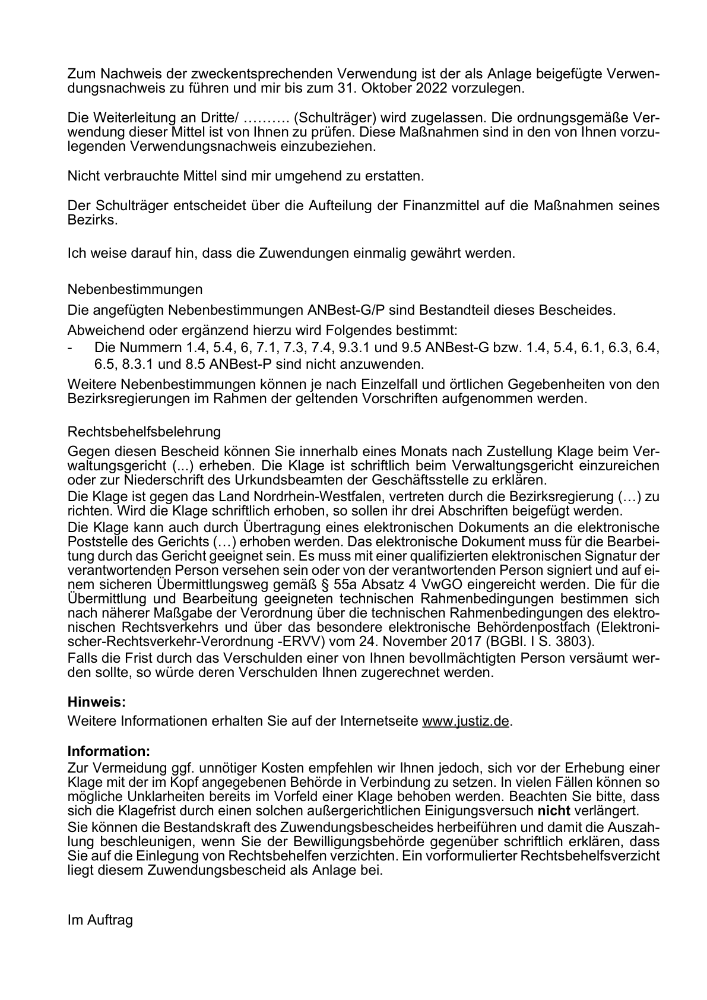 Zum Nachweis der zweckentsprechenden Verwendung ist der als Anlage beigefügte Verwen-
dungsnachweis zu führen und mir bis zum 31. Oktober 2022 vorzulegen.
Die Weiterleitung an Dritte/ ………. (Schulträger) wird zugelassen. Die ordnungsgemäße Ver-
wendung dieser Mittel ist von Ihnen zu prüfen. Diese Maßnahmen sind in den von Ihnen vorzu-
legenden Verwendungsnachweis einzubeziehen.
Nicht verbrauchte Mittel sind mir umgehend zu erstatten.
Der Schulträger entscheidet über die Aufteilung der Finanzmittel auf die Maßnahmen seines
Bezirks.
Ich weise darauf hin, dass die Zuwendungen einmalig gewährt werden.
Nebenbestimmungen
Die angefügten Nebenbestimmungen ANBest-G/P sind Bestandteil dieses Bescheides.
Abweichend oder ergänzend hierzu wird Folgendes bestimmt:
- Die Nummern 1.4, 5.4, 6, 7.1, 7.3, 7.4, 9.3.1 und 9.5 ANBest-G bzw. 1.4, 5.4, 6.1, 6.3, 6.4,
6.5, 8.3.1 und 8.5 ANBest-P sind nicht anzuwenden.
Weitere Nebenbestimmungen können je nach Einzelfall und örtlichen Gegebenheiten von den
Bezirksregierungen im Rahmen der geltenden Vorschriften aufgenommen werden.
Rechtsbehelfsbelehrung
Gegen diesen Bescheid können Sie innerhalb eines Monats nach Zustellung Klage beim Ver-
waltungsgericht (...) erheben. Die Klage ist schriftlich beim Verwaltungsgericht einzureichen
oder zur Niederschrift des Urkundsbeamten der Geschäftsstelle zu erklären.
Die Klage ist gegen das Land Nordrhein-Westfalen, vertreten durch die Bezirksregierung (…) zu
richten. Wird die Klage schriftlich erhoben, so sollen ihr drei Abschriften beigefügt werden.
Die Klage kann auch durch Übertragung eines elektronischen Dokuments an die elektronische
Poststelle des Gerichts (…) erhoben werden. Das elektronische Dokument muss für die Bearbei-
tung durch das Gericht geeignet sein. Es muss mit einer qualifizierten elektronischen Signatur der
verantwortenden Person versehen sein oder von der verantwortenden Person signiert und auf ei-
nem sicheren Übermittlungsweg gemäß § 55a Absatz 4 VwGO eingereicht werden. Die für die
Übermittlung und Bearbeitung geeigneten technischen Rahmenbedingungen bestimmen sich
nach näherer Maßgabe der Verordnung über die technischen Rahmenbedingungen des elektro-
nischen Rechtsverkehrs und über das besondere elektronische Behördenpostfach (Elektroni-
scher-Rechtsverkehr-Verordnung -ERVV) vom 24. November 2017 (BGBl. I S. 3803).
Falls die Frist durch das Verschulden einer von Ihnen bevollmächtigten Person versäumt wer-
den sollte, so würde deren Verschulden Ihnen zugerechnet werden.
Hinweis:
Weitere Informationen erhalten Sie auf der Internetseite www.justiz.de.
Information:
Zur Vermeidung ggf. unnötiger Kosten empfehlen wir Ihnen jedoch, sich vor der Erhebung einer
Klage mit der im Kopf angegebenen Behörde in Verbindung zu setzen. In vielen Fällen können so
mögliche Unklarheiten bereits im Vorfeld einer Klage behoben werden. Beachten Sie bitte, dass
sich die Klagefrist durch einen solchen außergerichtlichen Einigungsversuch nicht verlängert.
Sie können die Bestandskraft des Zuwendungsbescheides herbeiführen und damit die Auszah-
lung beschleunigen, wenn Sie der Bewilligungsbehörde gegenüber schriftlich erklären, dass
Sie auf die Einlegung von Rechtsbehelfen verzichten. Ein vorformulierter Rechtsbehelfsverzicht
liegt diesem Zuwendungsbescheid als Anlage bei.
Im Auftrag